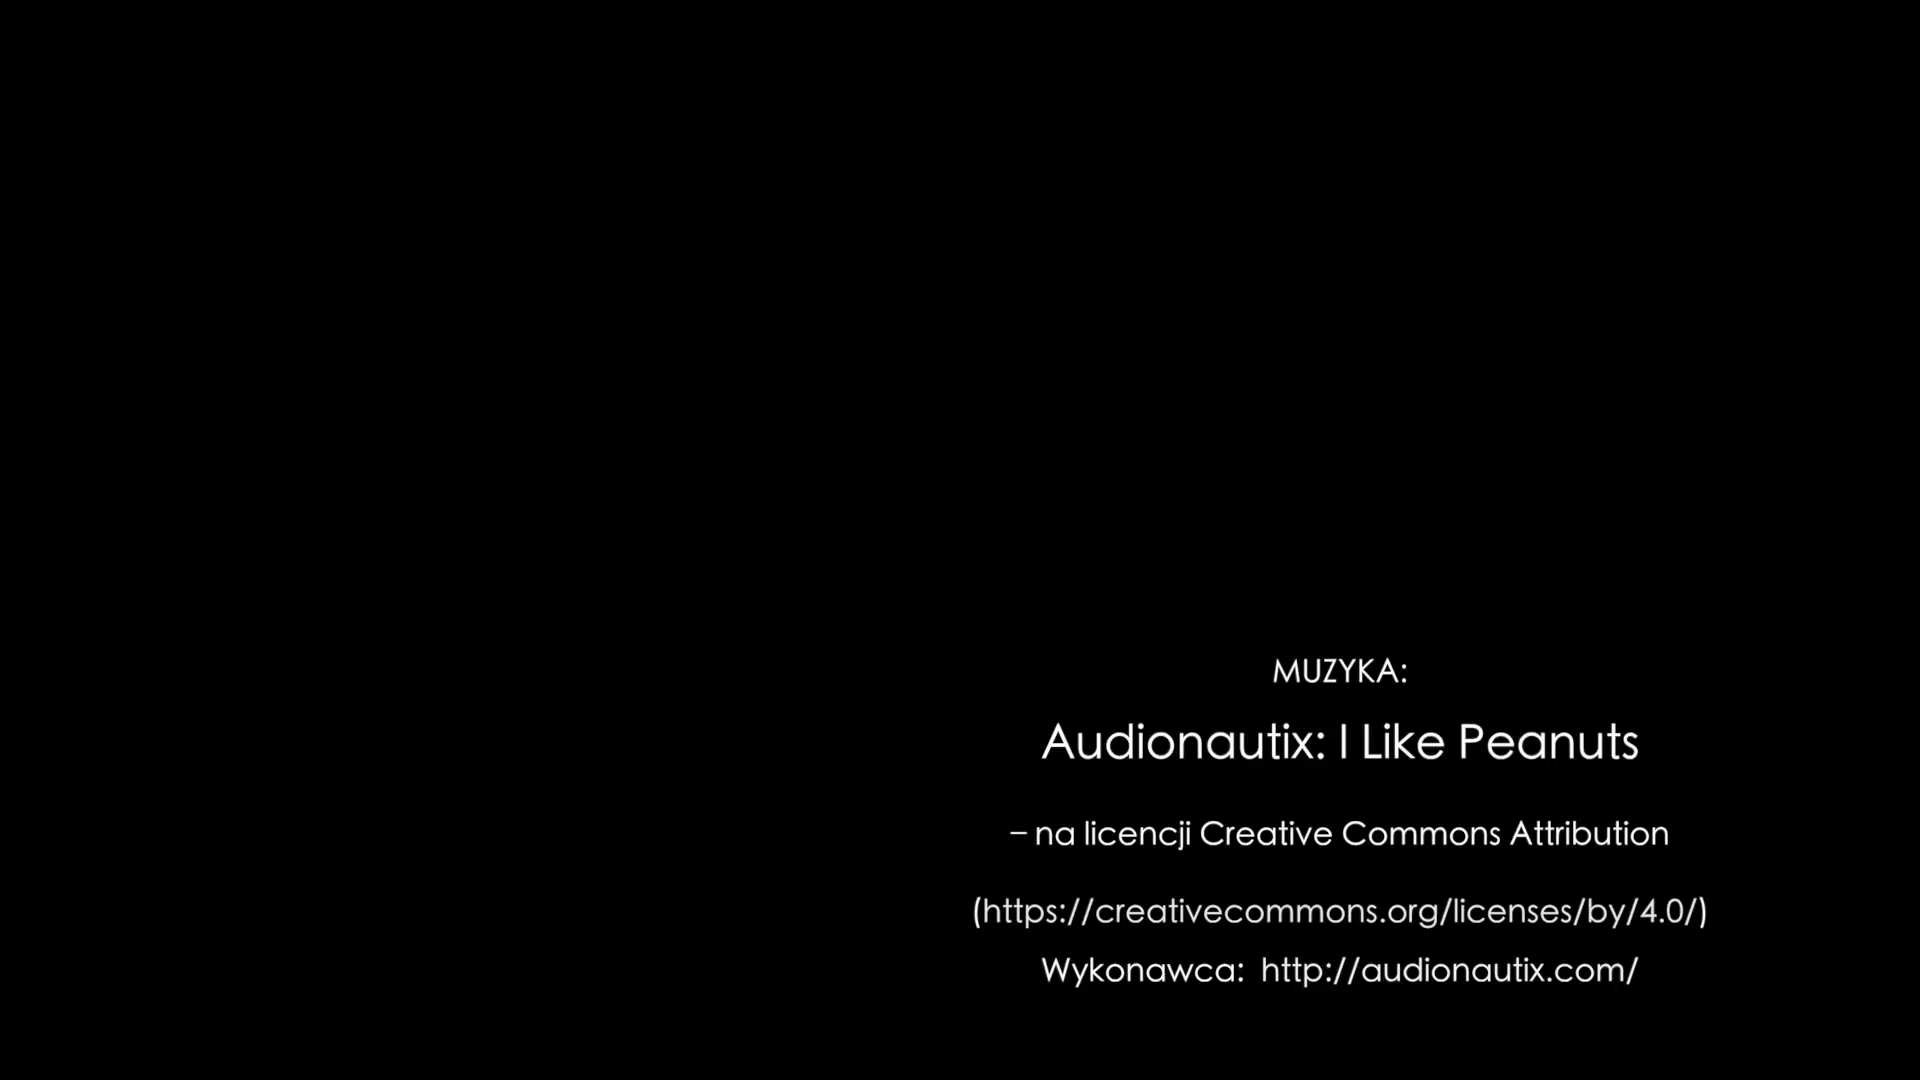 MUZYKA:
Audionautix: I Like Peanuts
– na licencji Creative Commons Attribution
(https://creativecommons.org/licenses/by/4.0/)
Wykonawca: http://audionautix.com/